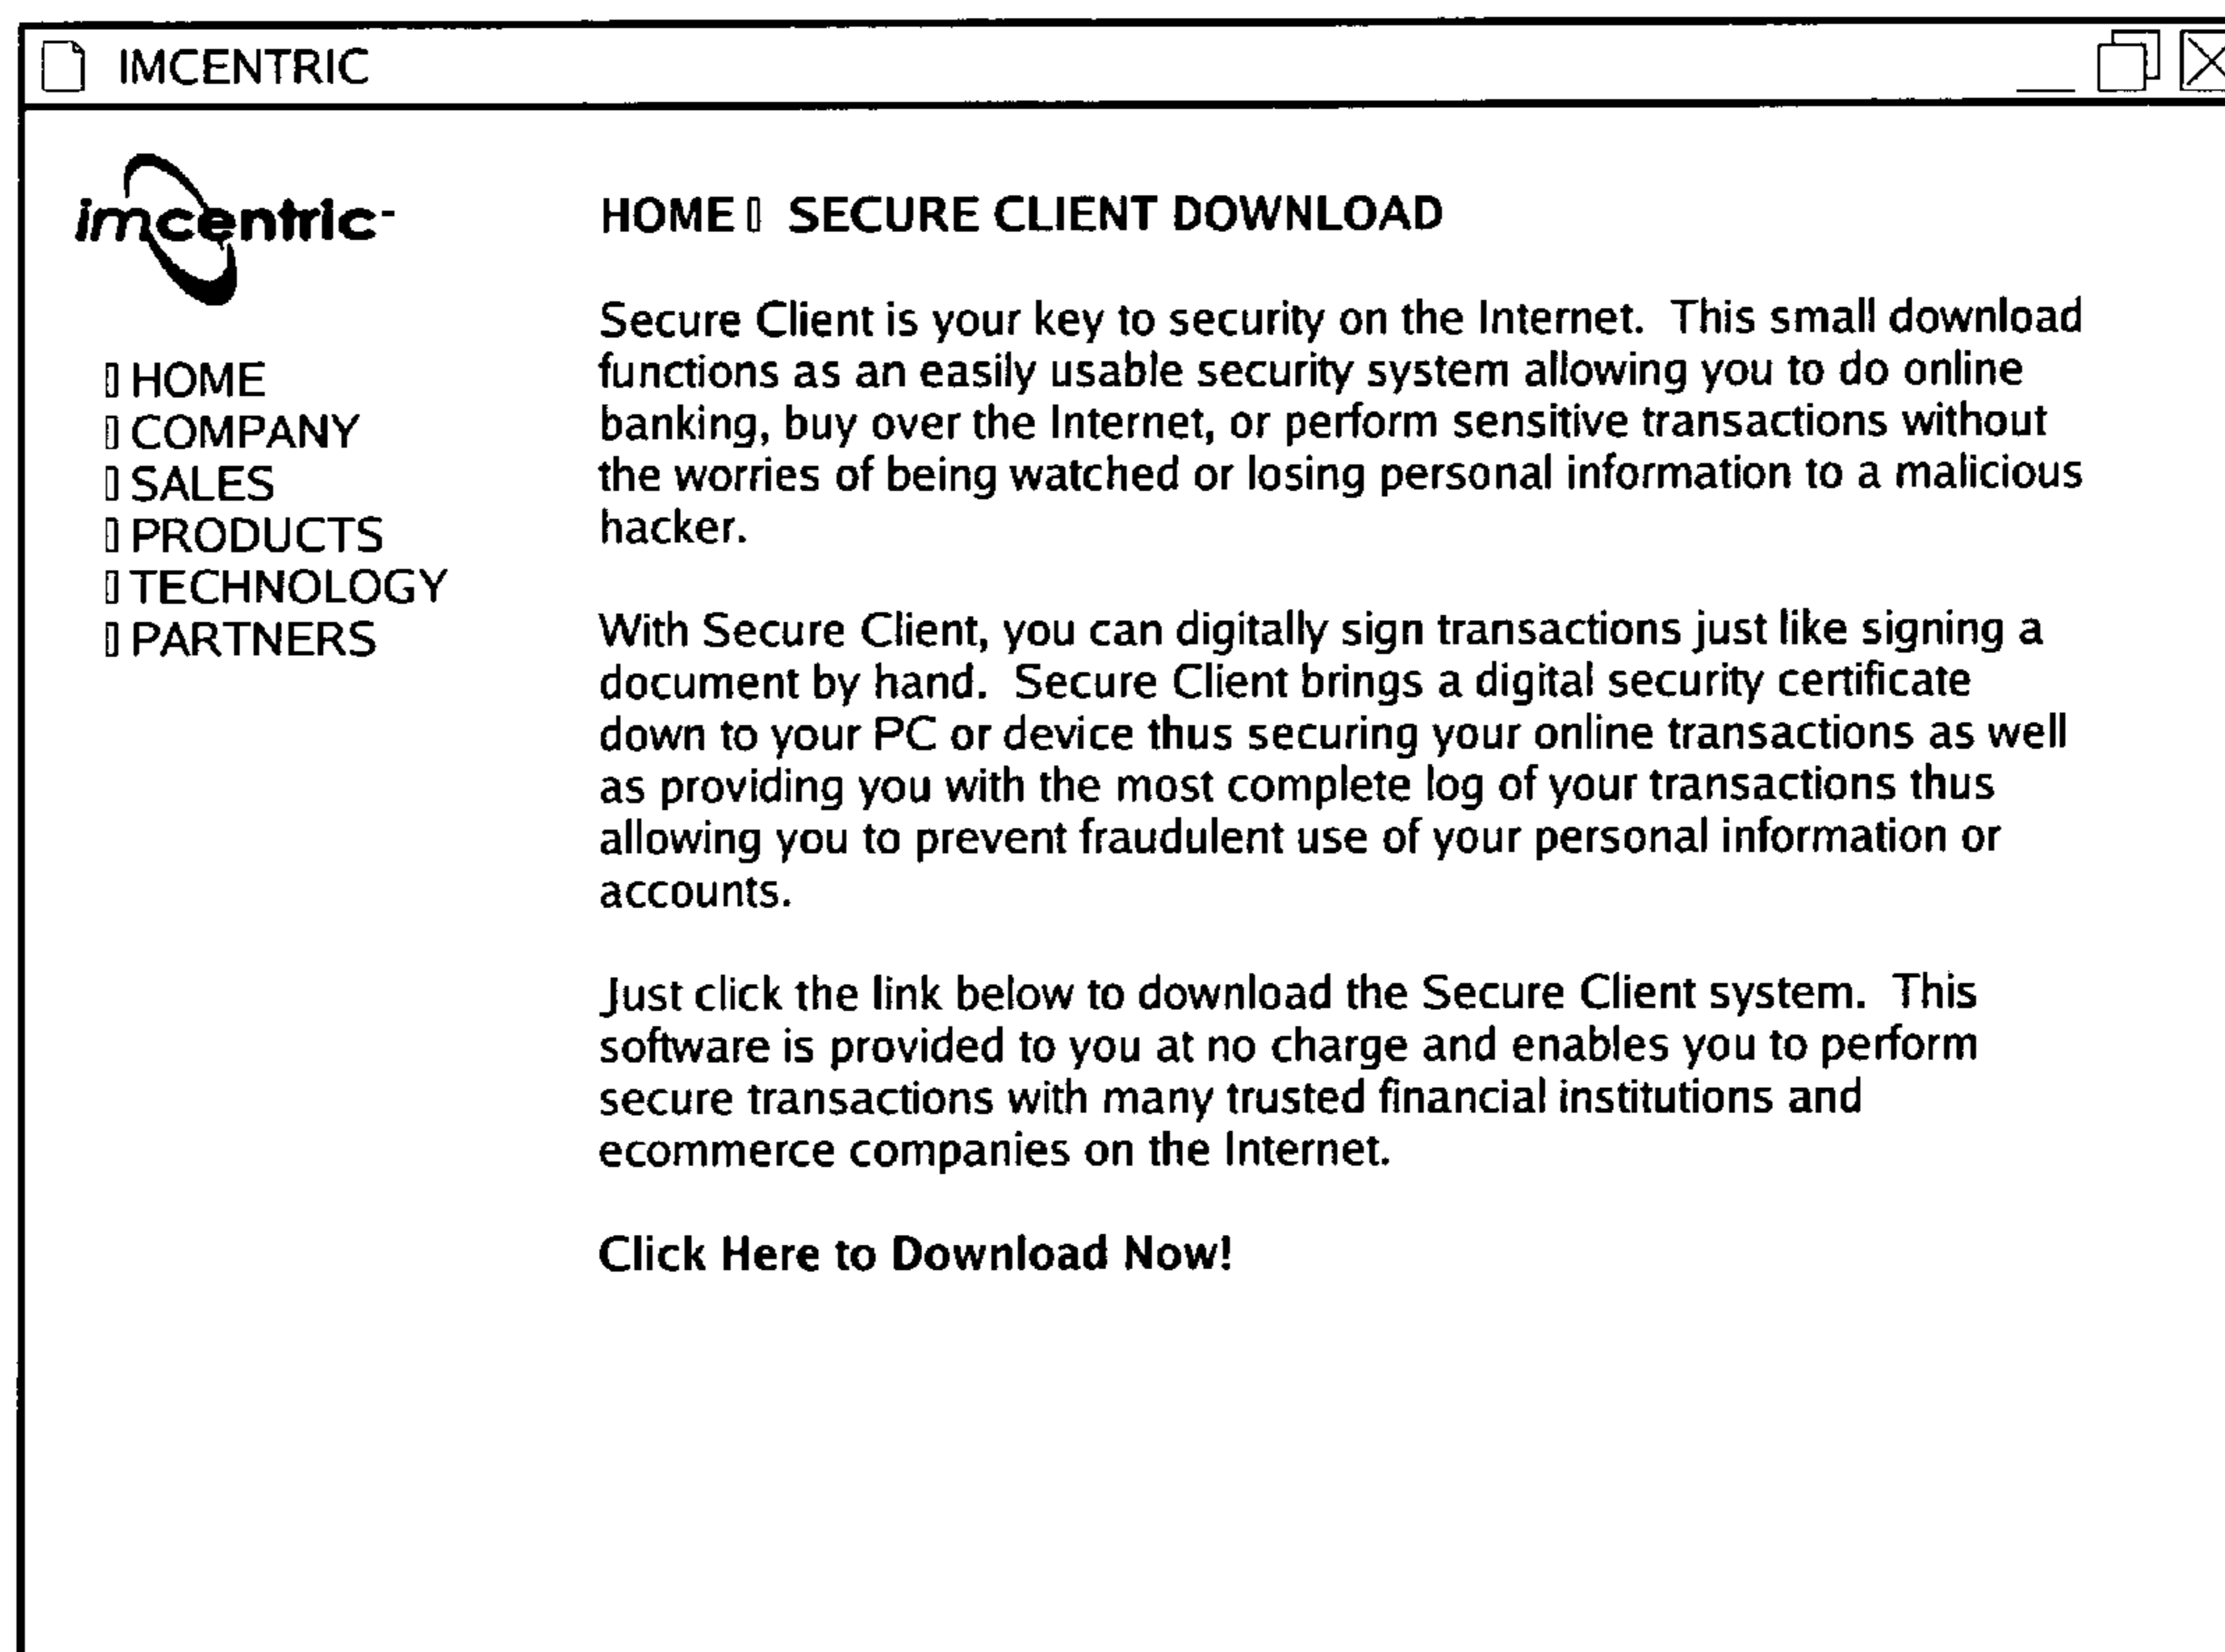 IMCENTRIC
imcentric
HOME ▯ SECURE CLIENT DOWNLOAD
▯ HOME
▯ COMPANY
▯ SALES
▯ PRODUCTS
▯ TECHNOLOGY
▯ PARTNERS
Secure Client is your key to security on the Internet. This small download
functions as an easily usable security system allowing you to do online
banking, buy over the Internet, or perform sensitive transactions without
the worries of being watched or losing personal information to a malicious
hacker.
With Secure Client, you can digitally sign transactions just like signing a
document by hand. Secure Client brings a digital security certificate
down to your PC or device thus securing your online transactions as well
as providing you with the most complete log of your transactions thus
allowing you to prevent fraudulent use of your personal information or
accounts.
Just click the link below to download the Secure Client system. This
software is provided to you at no charge and enables you to perform
secure transactions with many trusted financial institutions and
ecommerce companies on the Internet.
Click Here to Download Now!